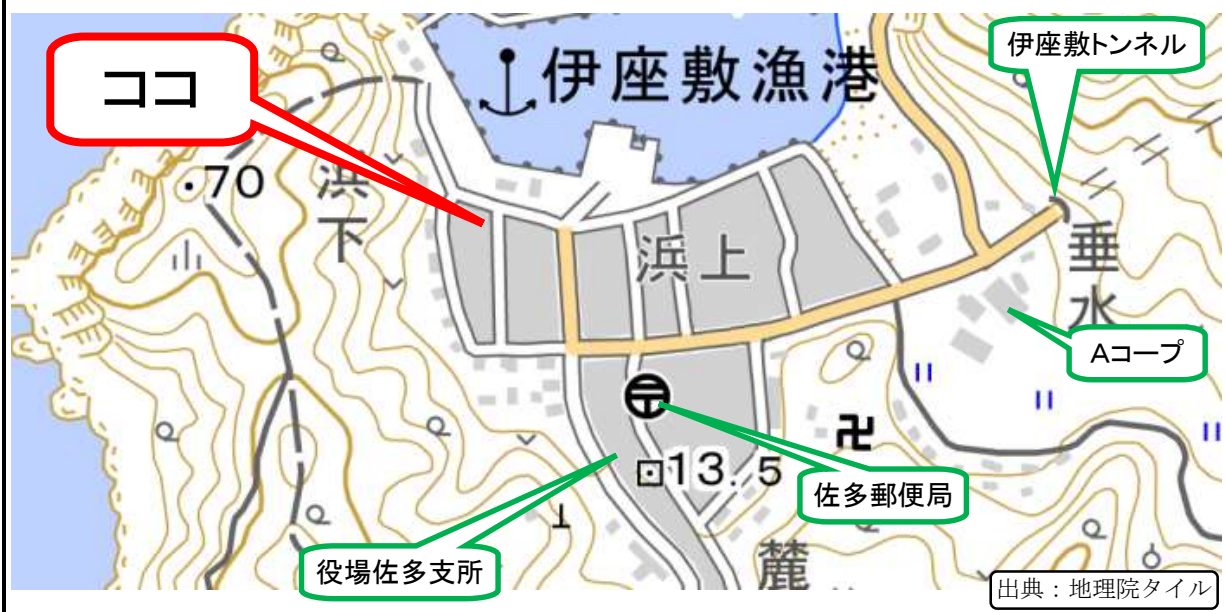 ココ
伊座敷漁港
伊座敷トンネル
・70
浜下
浜上
垂水
Aコープ
13.5
佐多郵便局
役場佐多支所
麓
出典：地理院タイル